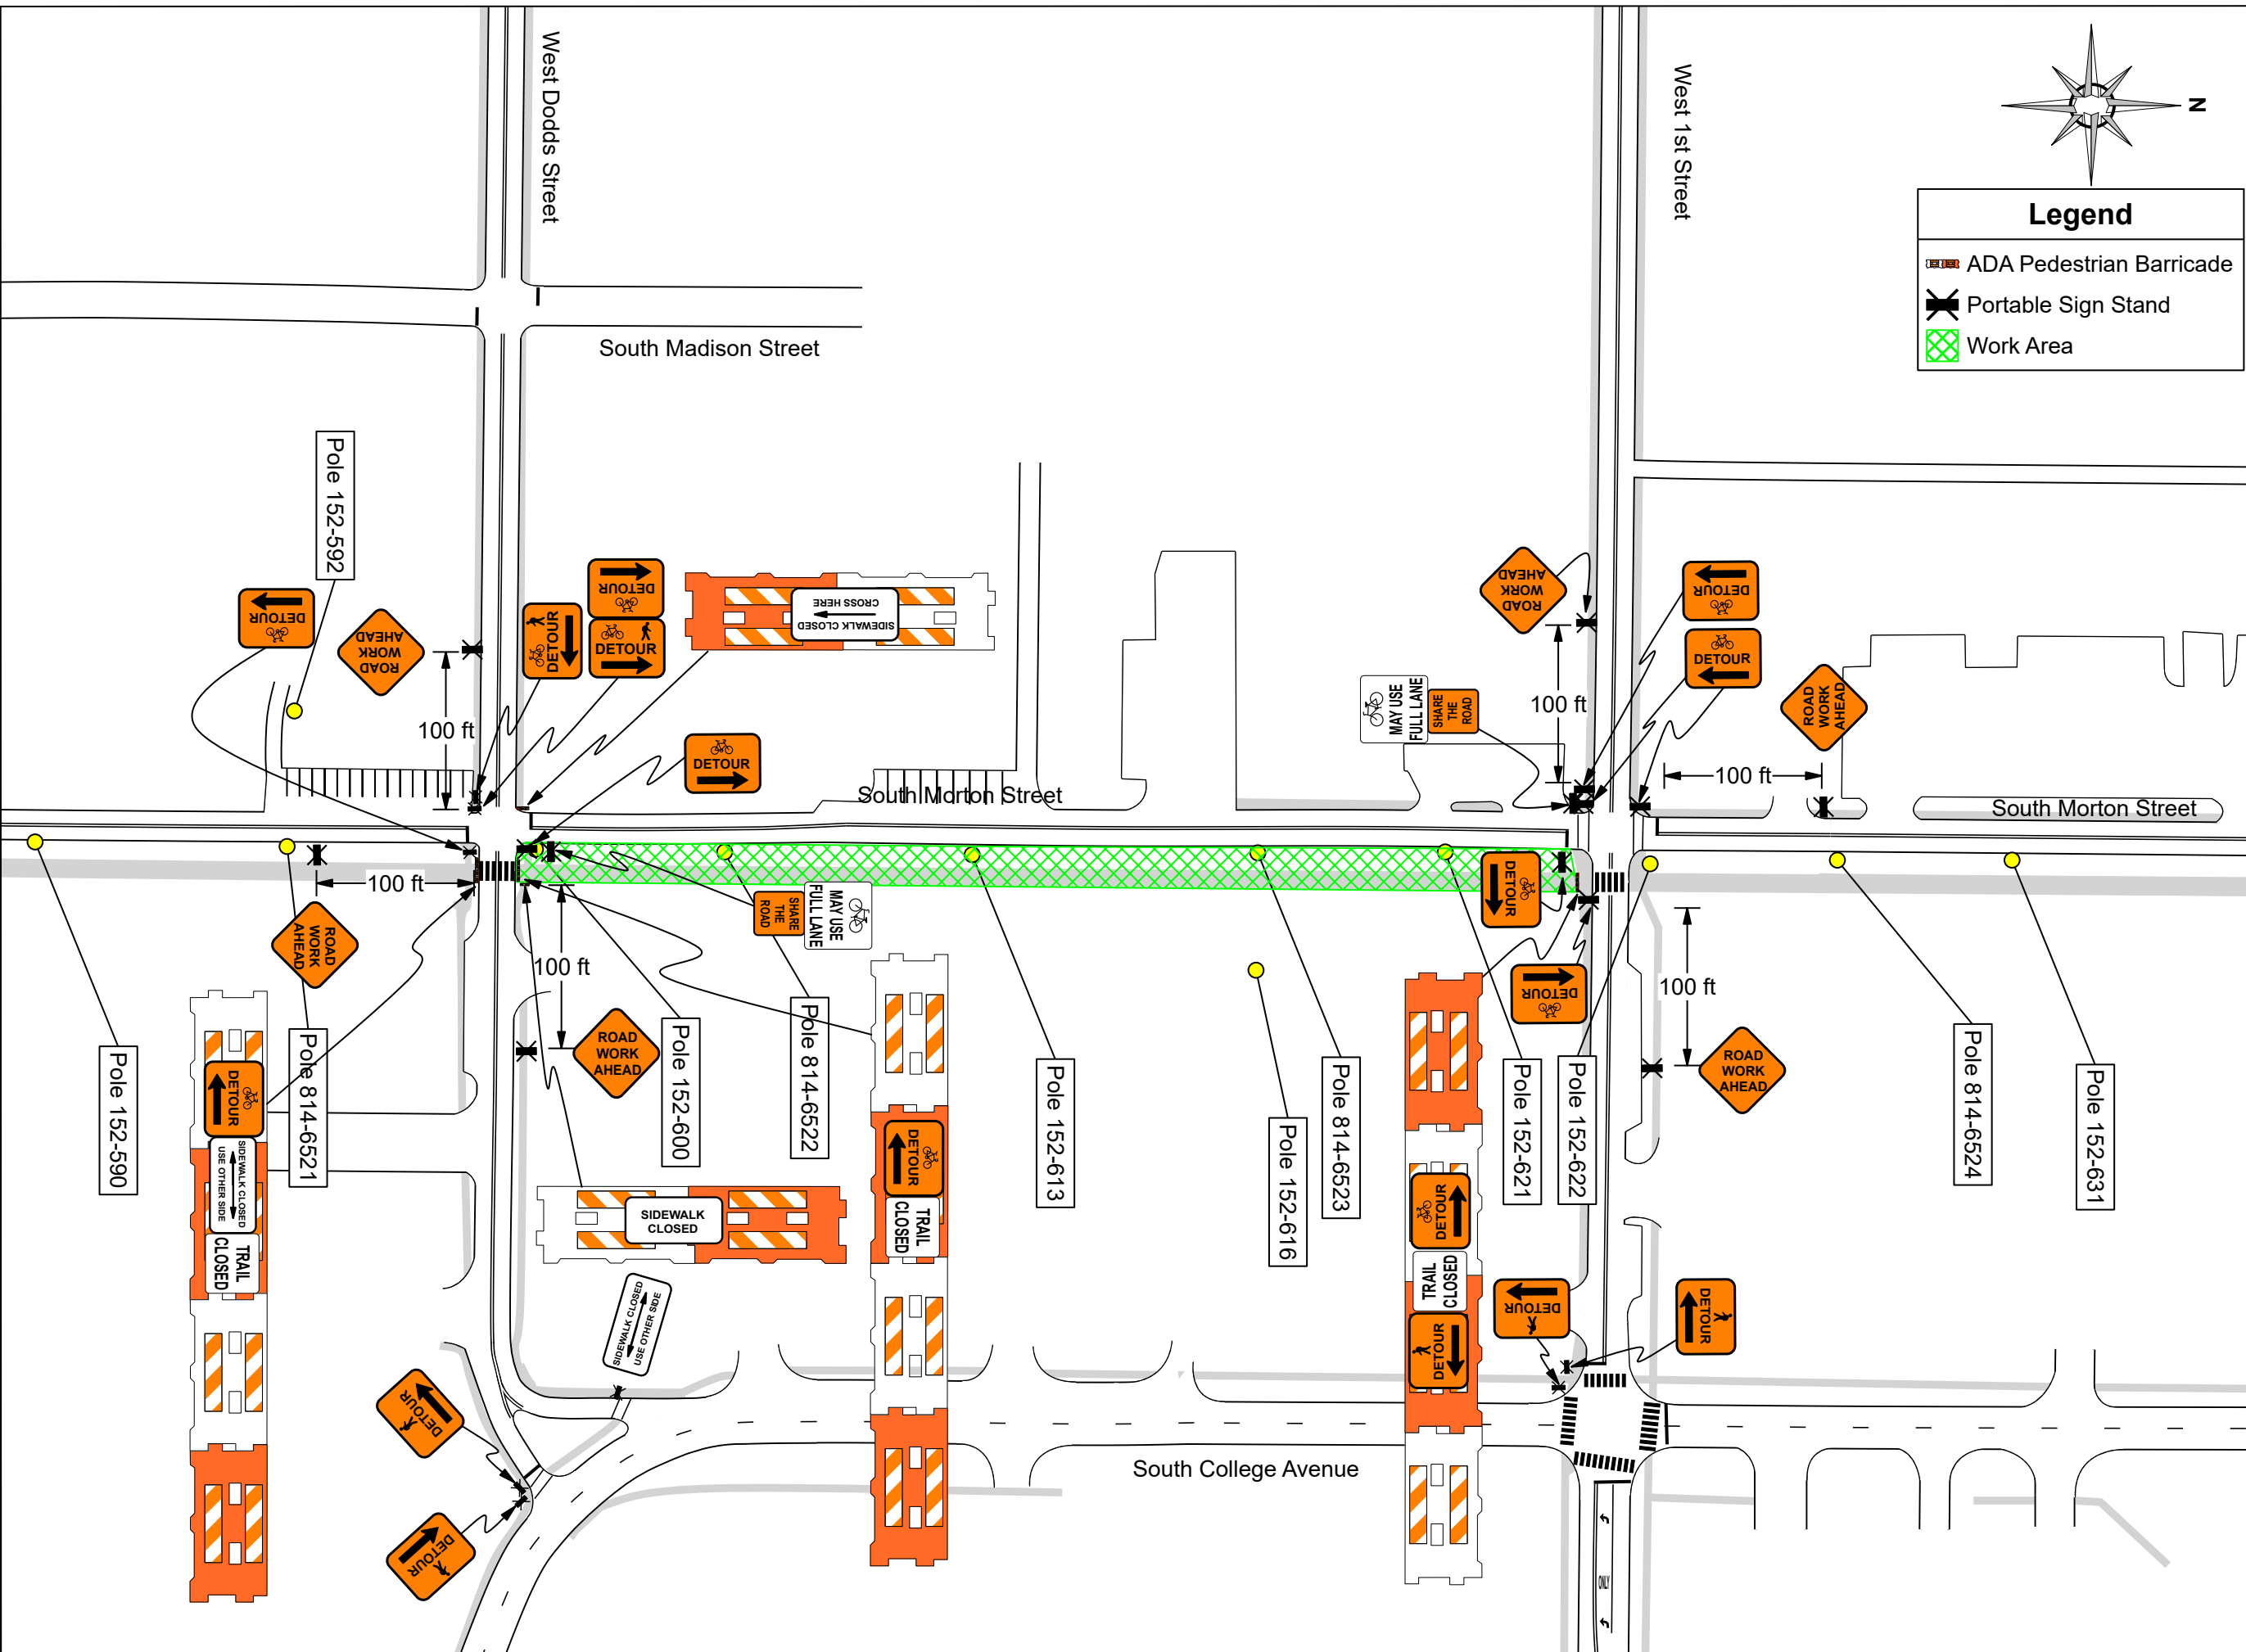 West Dodds Street
West 1st Street
N
Legend
ADA Pedestrian Barricade
Portable Sign Stand
Work Area
South Madison Street
Pole 152-592
DETOUR
ROAD
WORK
AHEAD
100 ft
DETOUR
DETOUR
DETOUR
SIDEWALK CLOSED
CROSS HERE
DETOUR
South Morton Street
ROAD
WORK
AHEAD
100 ft
MAY USE
FULL LANE
SHARE
THE
ROAD
DETOUR
DETOUR
ROAD
WORK
AHEAD
100 ft
South Morton Street
100 ft
ROAD
WORK
AHEAD
100 ft
ROAD
WORK
AHEAD
SHARE
THE
ROAD
MAY USE
FULL LANE
DETOUR
DETOUR
100 ft
ROAD
WORK
AHEAD
Pole 152-590
Pole 814-6521
Pole 152-600
Pole 814-6522
Pole 152-613
Pole 152-616
Pole 814-6523
Pole 152-621
Pole 152-622
Pole 814-6524
Pole 152-631
DETOUR
SIDEWALK CLOSED
USE OTHER SIDE
TRAIL
CLOSED
SIDEWALK
CLOSED
SIDEWALK CLOSED
USE OTHER SIDE
DETOUR
TRAIL
CLOSED
DETOUR
TRAIL
CLOSED
DETOUR
DETOUR
DETOUR
DETOUR
DETOUR
South College Avenue
ONLY